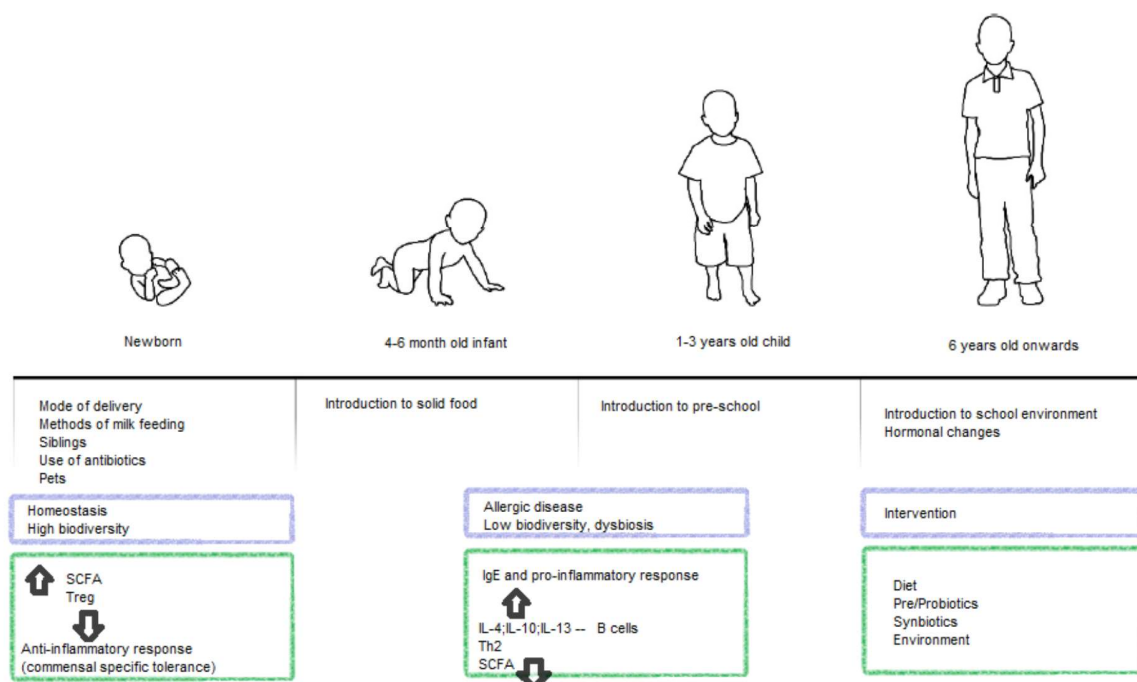 Newborn
4-6 month old infant
1-3 years old child
6 years old onwards
Mode of delivery
Methods of milk feeding
Siblings
Use of antibiotics
Pets
Introduction to solid food
Introduction to pre-school
Introduction to school environment
Hormonal changes
Homeostasis
High biodiversity
Allergic disease
Low biodiversity, dysbiosis
Intervention
SCFA
Treg
Anti-inflammatory response
(commensal specific tolerance)
IgE and pro-inflammatory response
IL-4;IL-10;IL-13 -- B cells
Th2
SCFA
Diet
Pre/Probiotics
Synbiotics
Environment